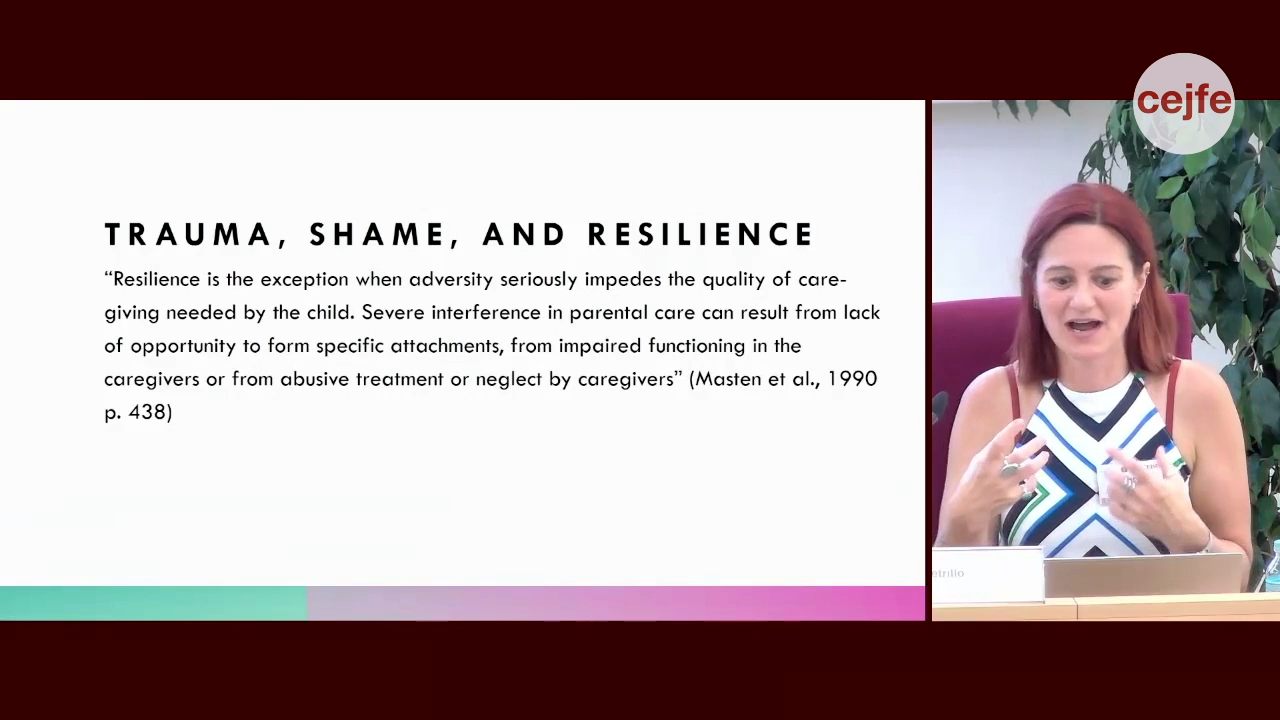 cejfe
TRAUMA, SHAME, AND RESILIENCE
“Resilience is the exception when adversity seriously impedes the quality of care-
giving needed by the child. Severe interference in parental care can result from lack
of opportunity to form specific attachments, from impaired functioning in the
caregivers or from abusive treatment or neglect by caregivers” (Masten et al., 1990
p. 438)